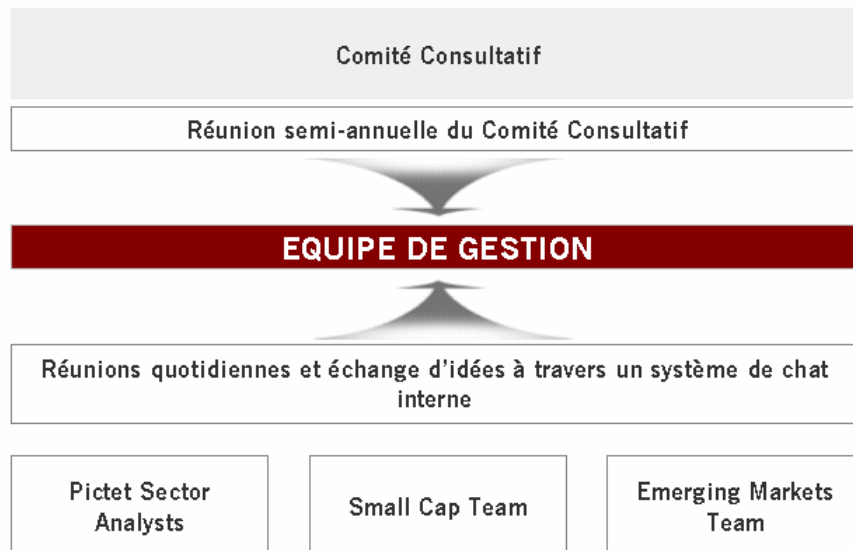 Comité Consultatif
Réunion semi-annuelle du Comité Consultatif
EQUIPE DE GESTION
Réunions quotidiennes et échange d'idées à travers un système de chat
interne
Pictet Sector
Analysts
Small Cap Team
Emerging Markets
Team